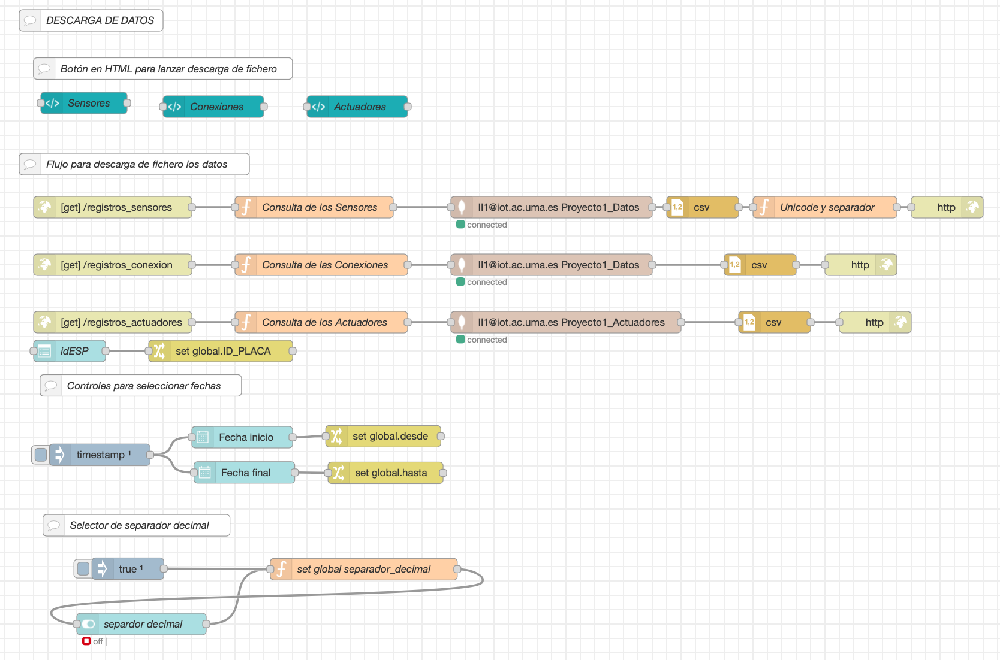 DESCARGA DE DATOS
Botón en HTML para lanzar descarga de fichero
</> Sensores
</> Conexiones
</> Actuadores
Flujo para descarga de fichero los datos
[get] /registros_sensores
Consulta de los Sensores
II1@iot.ac.uma.es Proyecto1_Datos
connected
1,2 csv
Unicode y separador
http
[get] /registros_conexion
Consulta de las Conexiones
II1@iot.ac.uma.es Proyecto1_Datos
connected
1,2 csv
http
[get] /registros_actuadores
Consulta de los Actuadores
II1@iot.ac.uma.es Proyecto1_Actuadores
connected
1,2 csv
http
idESP
set global.ID_PLACA
Controles para seleccionar fechas
timestamp ¹
Fecha inicio
set global.desde
Fecha final
set global.hasta
Selector de separador decimal
true ¹
set global separador_decimal
separdor decimal
off |